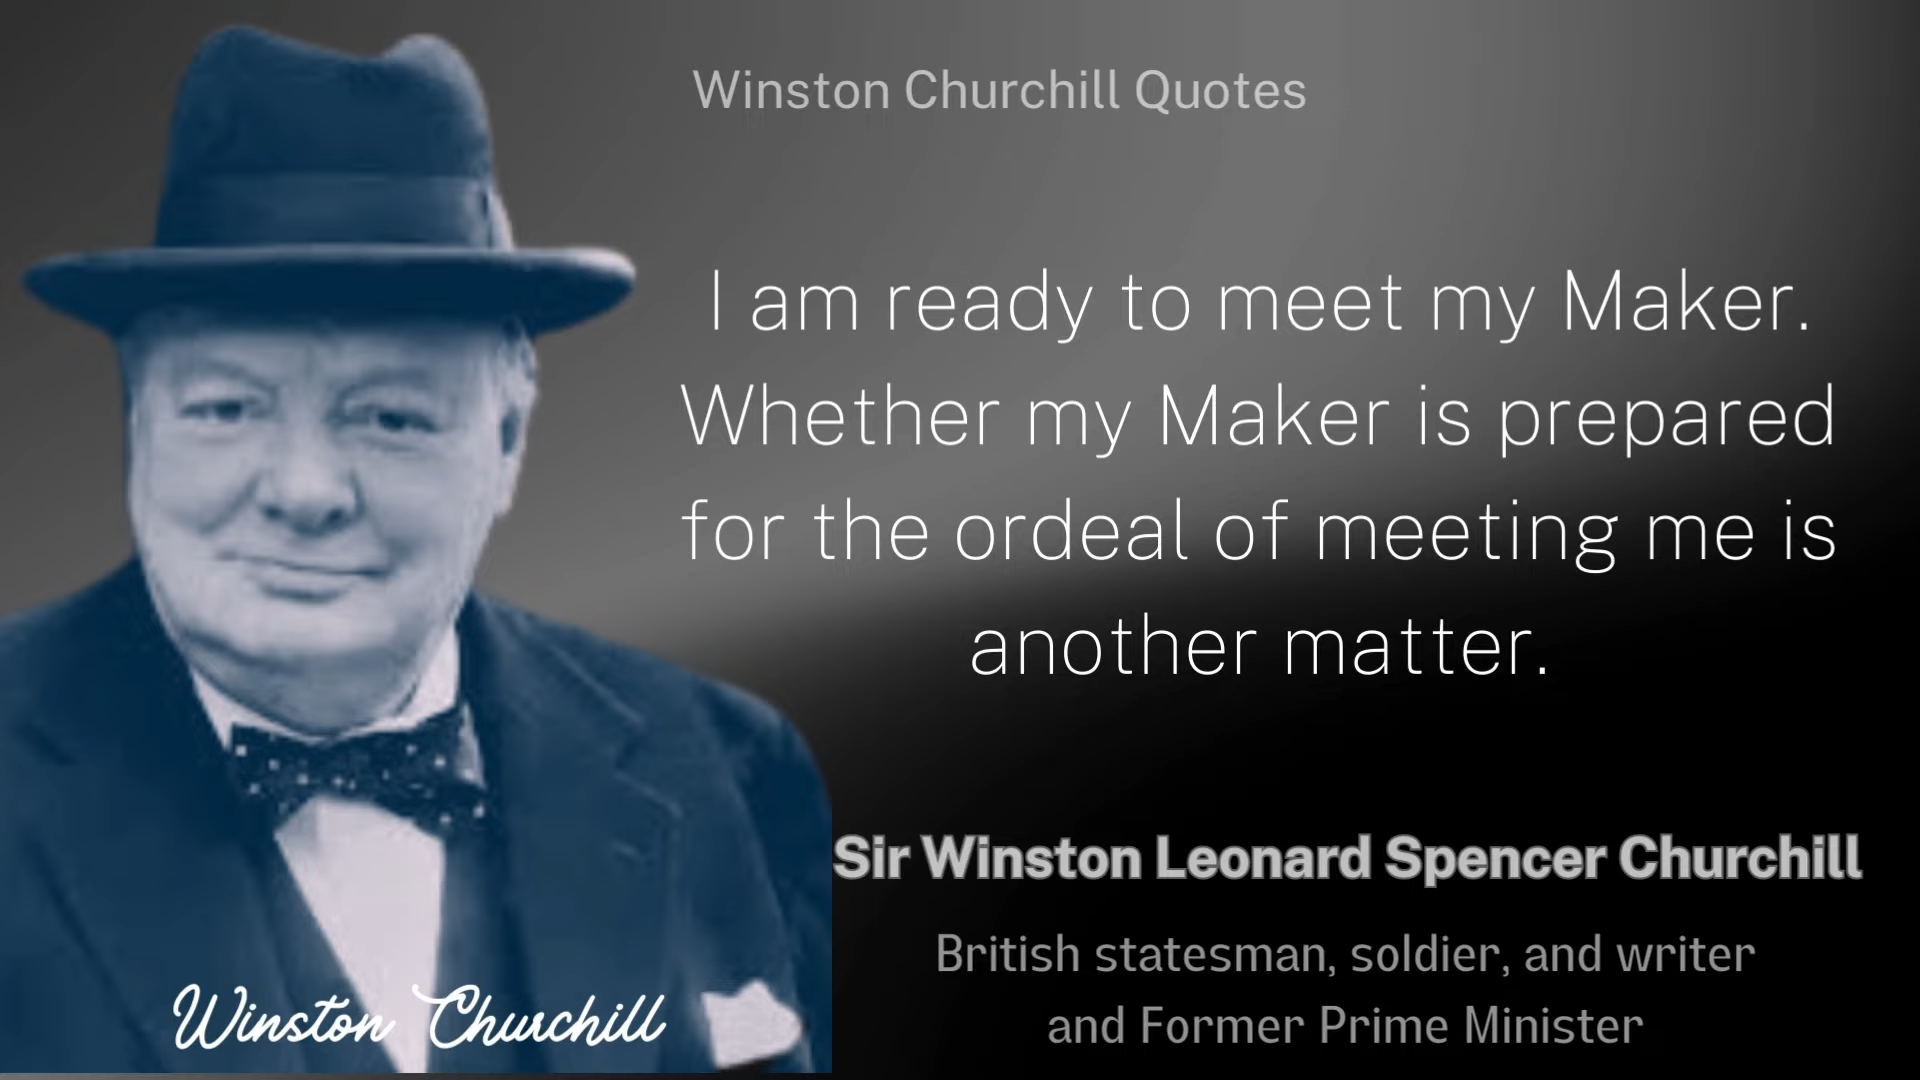 Winston Churchill Quotes
I am ready to meet my Maker.
Whether my Maker is prepared
for the ordeal of meeting me is
another matter.
Sir Winston Leonard Spencer Churchill
British statesman, soldier, and writer
and Former Prime Minister
Winston Churchill